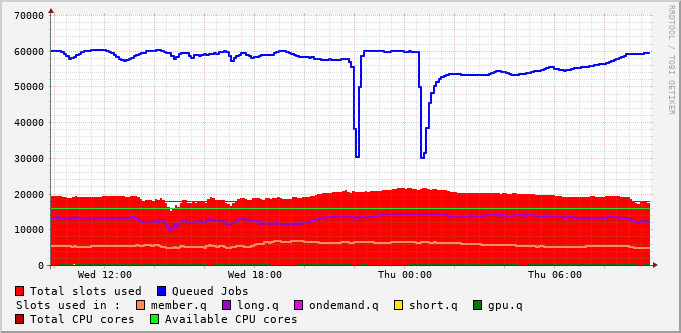 RRDTOOL / TOBI OETIKER
70000
60000
50000
40000
30000
20000
10000
0
Wed 12:00 Wed 18:00 Thu 00:00 Thu 06:00
Total slots used Queued Jobs
Slots used in : member.q long.q ondemand.q short.q gpu.q
Total CPU cores Available CPU cores